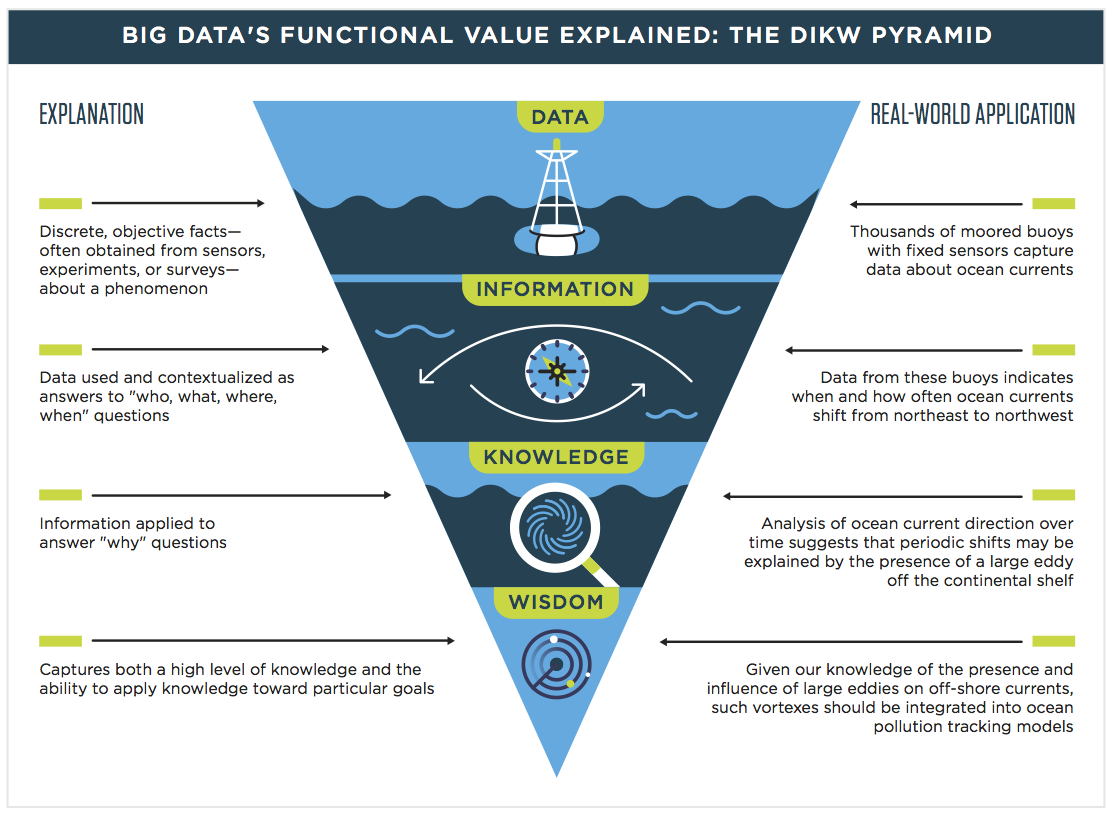 BIG DATA'S FUNCTIONAL VALUE EXPLAINED: THE DIKW PYRAMID
EXPLANATION
REAL-WORLD APPLICATION
DATA
Discrete, objective facts—
often obtained from sensors,
experiments, or surveys—
about a phenomenon
Thousands of moored buoys
with fixed sensors capture
data about ocean currents
INFORMATION
Data used and contextualized as
answers to "who, what, where,
when" questions
Data from these buoys indicates
when and how often ocean currents
shift from northeast to northwest
KNOWLEDGE
Information applied to
answer "why" questions
Analysis of ocean current direction over
time suggests that periodic shifts may be
explained by the presence of a large eddy
off the continental shelf
WISDOM
Captures both a high level of knowledge and the
ability to apply knowledge toward particular goals
Given our knowledge of the presence and
influence of large eddies on off-shore currents,
such vortexes should be integrated into ocean
pollution tracking models